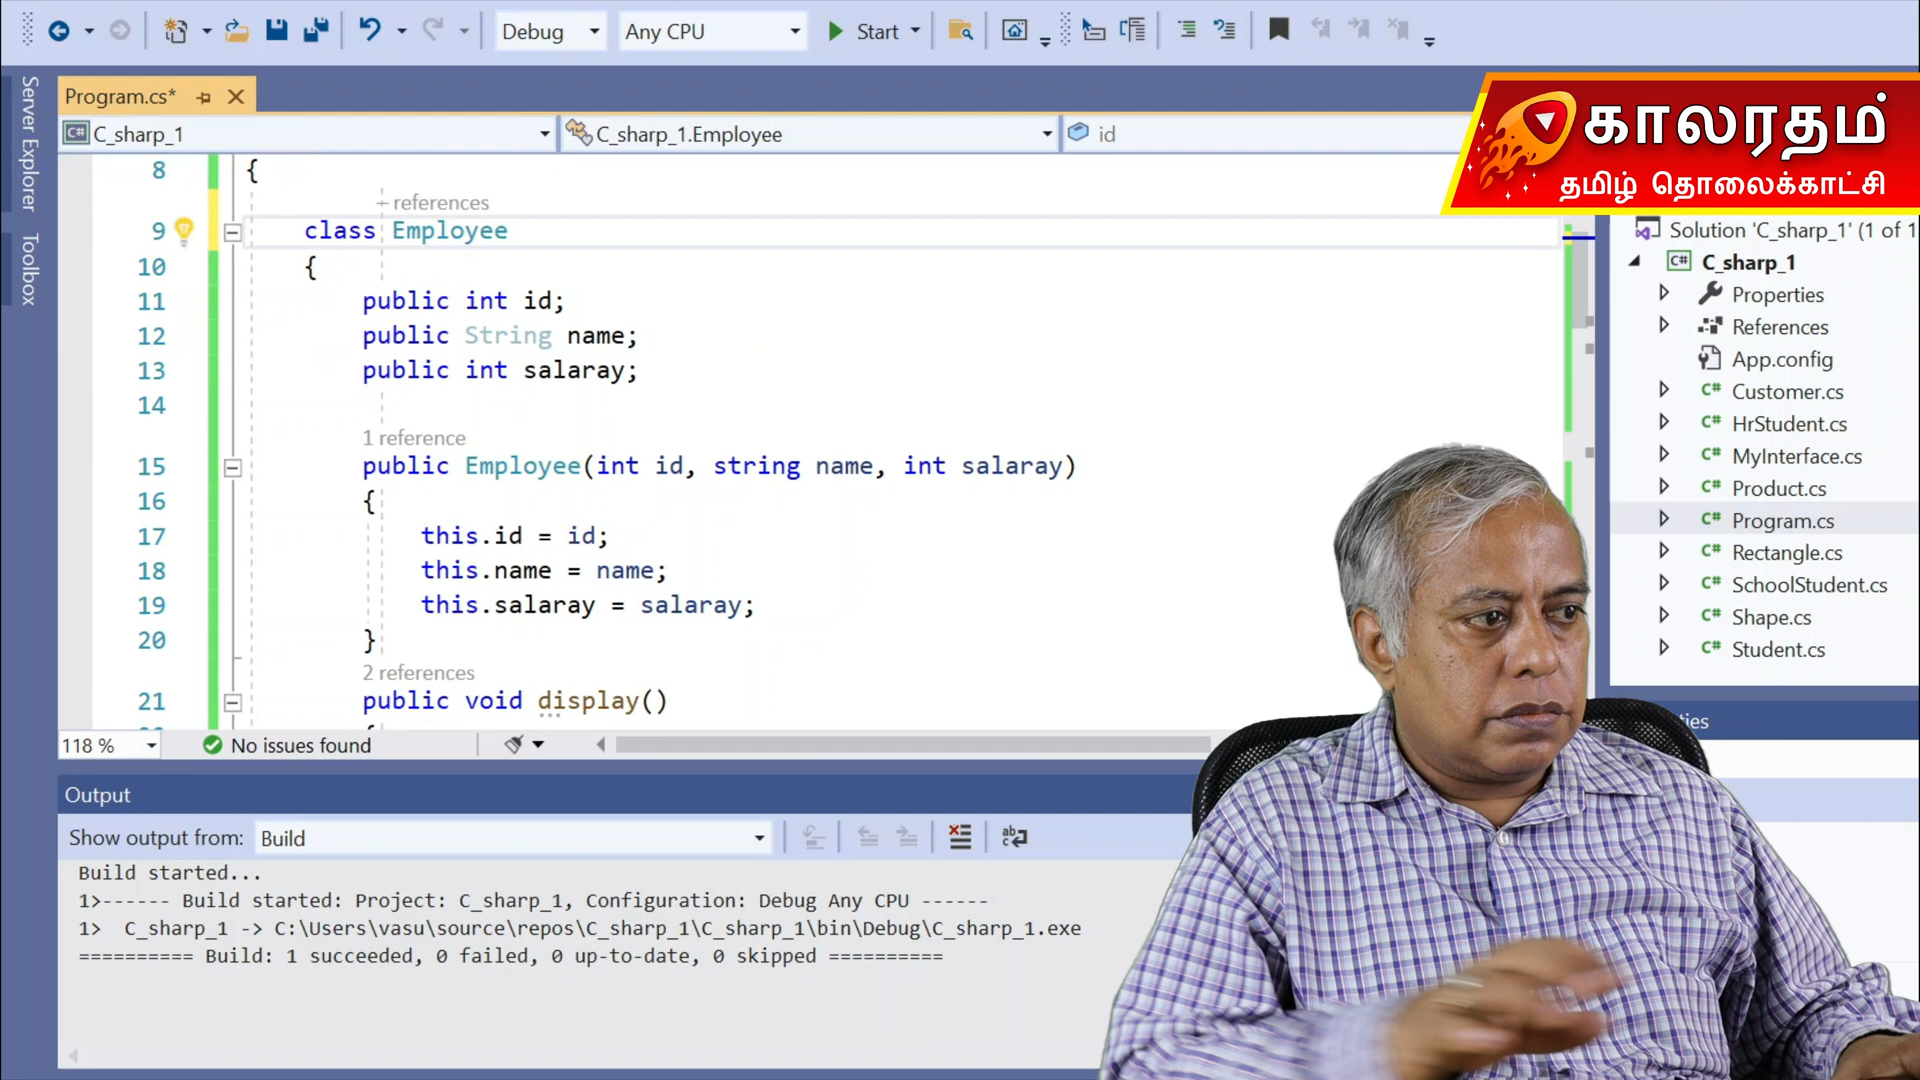 Debug
Any CPU
Start
Server Explorer
Toolbox
Program.cs*
C_sharp_1
C_sharp_1.Employee
id
காலரதம்
தமிழ் தொலைக்காட்சி
8 {
references
9 class Employee
10 {
11 public int id;
12 public String name;
13 public int salaray;
14
1 reference
15 public Employee(int id, string name, int salaray)
16 {
17 this.id = id;
18 this.name = name;
19 this.salaray = salaray;
20 }
2 references
21 public void display()
118 %
No issues found
Solution 'C_sharp_1' (1 of 1
C# C_sharp_1
Properties
References
App.config
C# Customer.cs
C# HrStudent.cs
C# MyInterface.cs
C# Product.cs
C# Program.cs
C# Rectangle.cs
C# SchoolStudent.cs
C# Shape.cs
C# Student.cs
ties
Output
Show output from: Build
Build started...
1>------ Build started: Project: C_sharp_1, Configuration: Debug Any CPU ------
1> C_sharp_1 -> C:\Users\vasu\source\repos\C_sharp_1\C_sharp_1\bin\Debug\C_sharp_1.exe
========== Build: 1 succeeded, 0 failed, 0 up-to-date, 0 skipped ==========